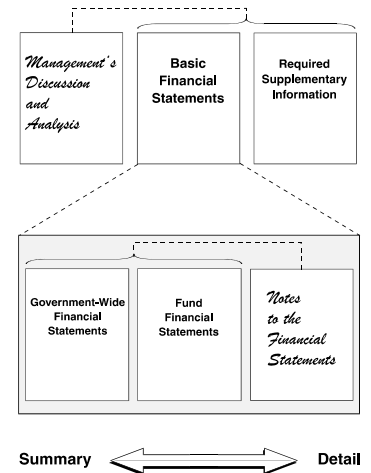 Management's
Discussion
and
Analysis
Basic
Financial
Statements
Required
Supplementary
Information
Government-Wide
Financial
Statements
Fund
Financial
Statements
Notes
to the
Financial
Statements
Summary
Detail